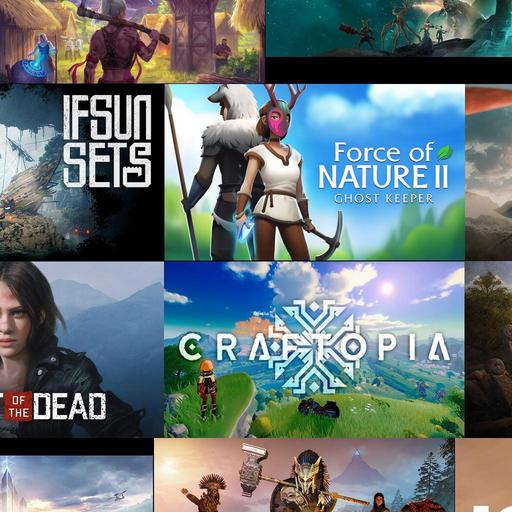 IFSUN
SETS
Force of
NATURE II
GHOST KEEPER
OF
THE
DEAD
CRAFTOPIA